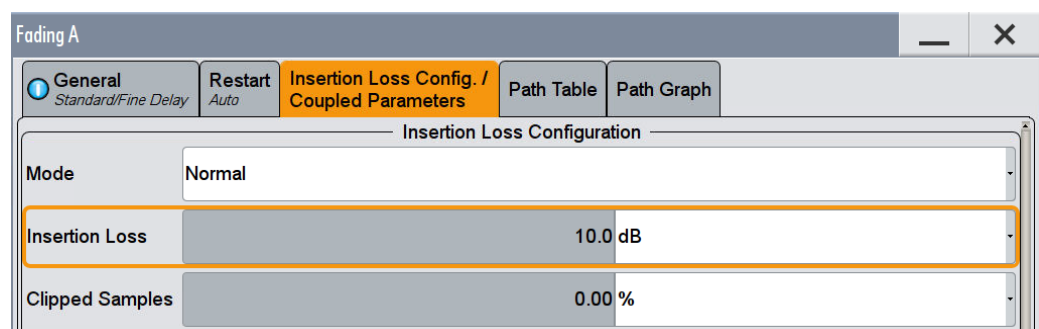 Fading A
General
Standard/Fine Delay
Restart
Auto
Insertion Loss Config. /
Coupled Parameters
Path Table
Path Graph
Insertion Loss Configuration
Mode Normal
Insertion Loss 10.0 dB
Clipped Samples 0.00 %